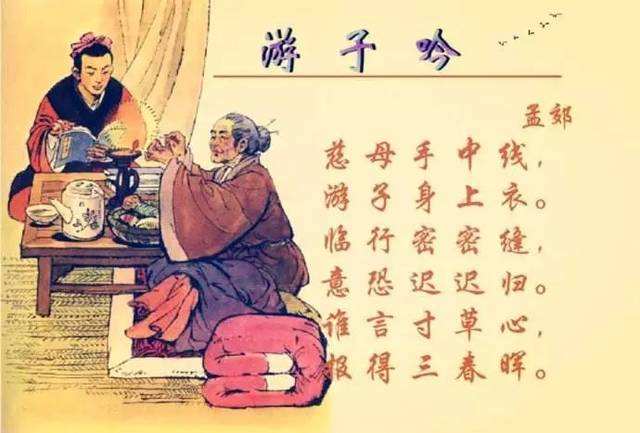 游子吟
孟郊
慈母手中线，
游子身上衣。
临行密密缝，
意恐迟迟归。
谁言寸草心，
报得三春晖。